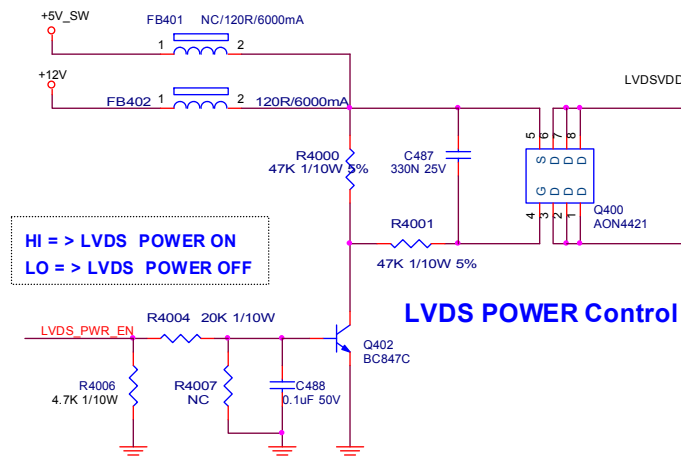 +5V_SW
FB401 NC/120R/6000mA
1 2
+12V
FB402 1 2 120R/6000mA
LVDSVDD
R4000
47K 1/10W 5%
C487
330N 25V
5 6 7 8
S D D D
G D D D
4 3 2 1
Q400
AON4421
R4001
47K 1/10W 5%
HI = > LVDS POWER ON
LO = > LVDS POWER OFF
LVDS POWER Control
R4004 20K 1/10W
LVDS_PWR_EN
Q402
BC847C
R4006
4.7K 1/10W
R4007
NC
C488
0.1uF 50V